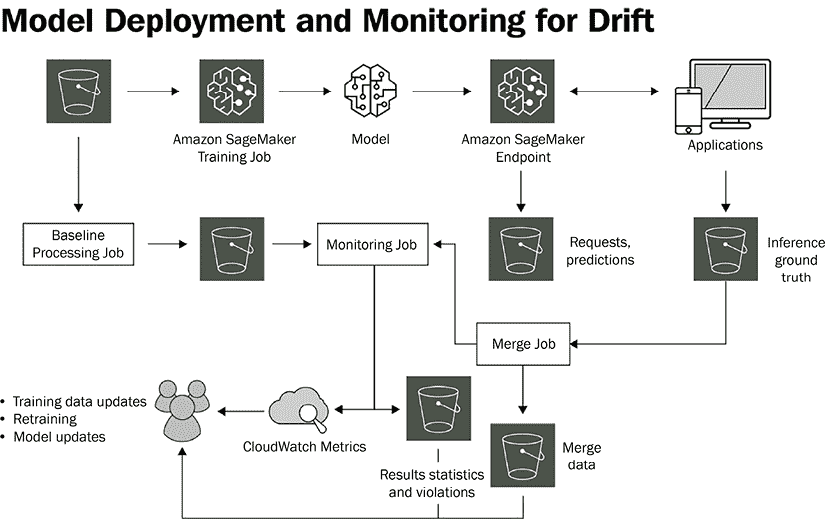 Model Deployment and Monitoring for Drift
Amazon SageMaker
Training Job
Model
Amazon SageMaker
Endpoint
Applications
Baseline
Processing Job
Monitoring Job
Requests,
predictions
Inference
ground
truth
Merge Job
• Training data updates
• Retraining
• Model updates
CloudWatch Metrics
Results statistics
and violations
Merge
data